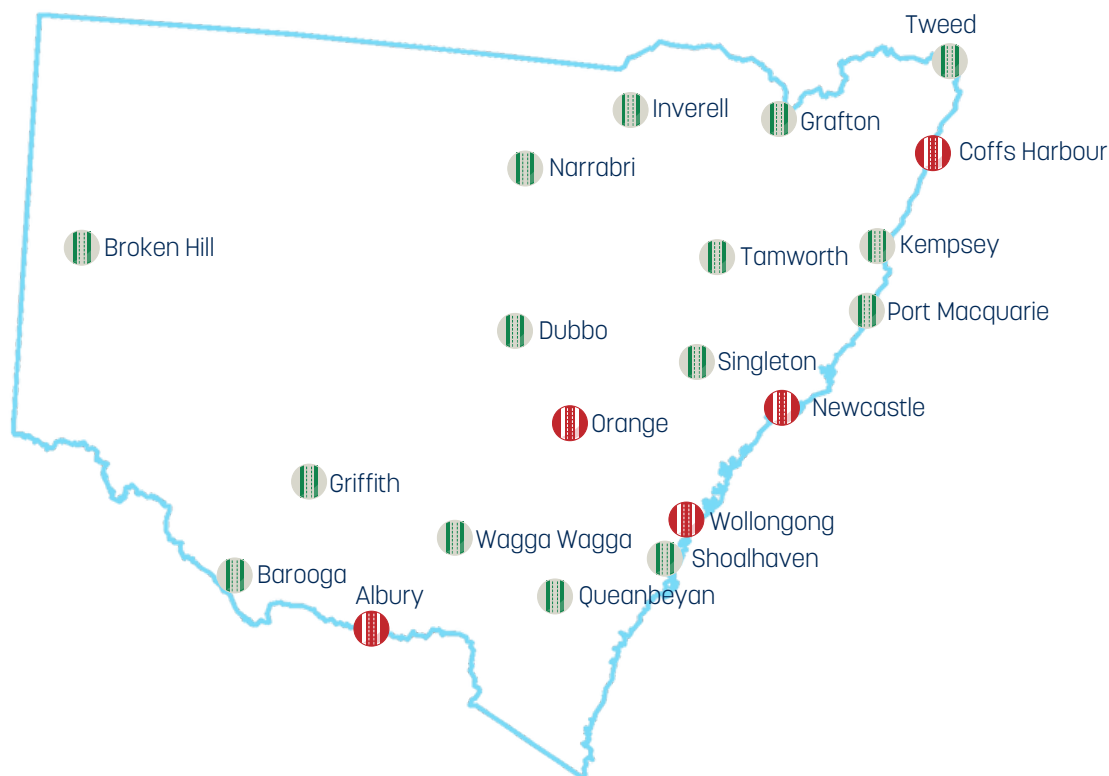 Tweed
Inverell
Grafton
Coffs Harbour
Narrabri
Broken Hill
Kempsey
Tamworth
Port Macquarie
Dubbo
Singleton
Newcastle
Orange
Griffith
Wollongong
Wagga Wagga
Shoalhaven
Barooga
Albury
Queanbeyan